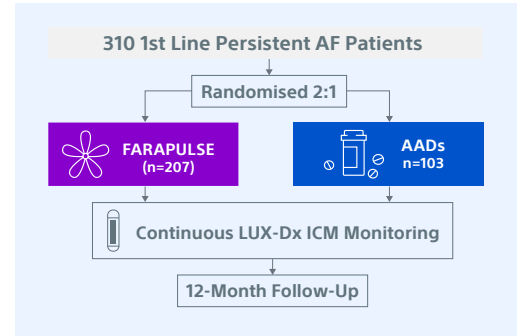 310 1st Line Persistent AF Patients
Randomised 2:1
FARAPULSE
(n=207)
AADs
n=103
Continuous LUX-Dx ICM Monitoring
12-Month Follow-Up